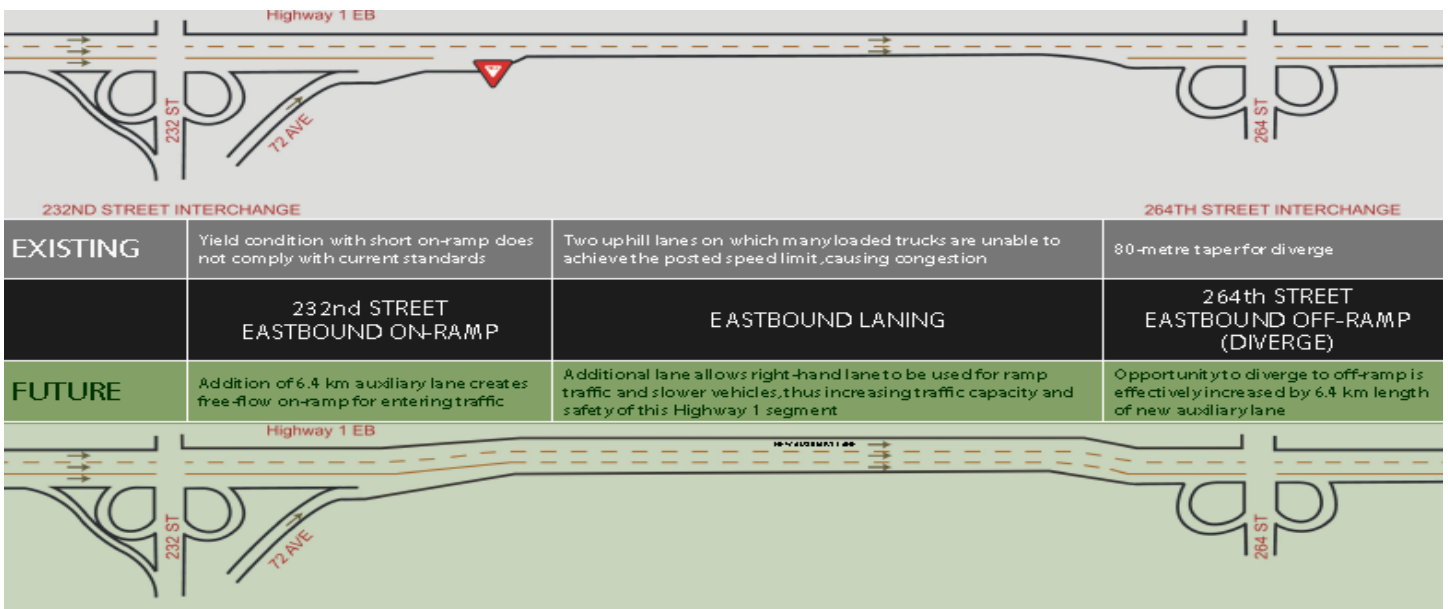 Highway 1 EB
232 ST
72 AVE
264 ST
232ND STREET INTERCHANGE
264TH STREET INTERCHANGE
EXISTING
Yield condition with short on-ramp does
not comply with current standards
Two uphill lanes on which many loaded trucks are unable to
achieve the posted speed limit, causing congestion
80-metre taper for diverge
232nd STREET
EASTBOUND ON-RAMP
EASTBOUND LANING
264th STREET
EASTBOUND OFF-RAMP
(DIVERGE)
FUTURE
Addition of 6.4 km auxiliary lane creates
free-flow on-ramp for entering traffic
Additional lane allows right-hand lane to be used for ramp
traffic and slower vehicles, thus increasing traffic capacity and
safety of this Highway 1 segment
Opportunity to diverge to off-ramp is
effectively increased by 6.4 km length
of new auxiliary lane
Highway 1 EB
232 ST
72 AVE
264 ST